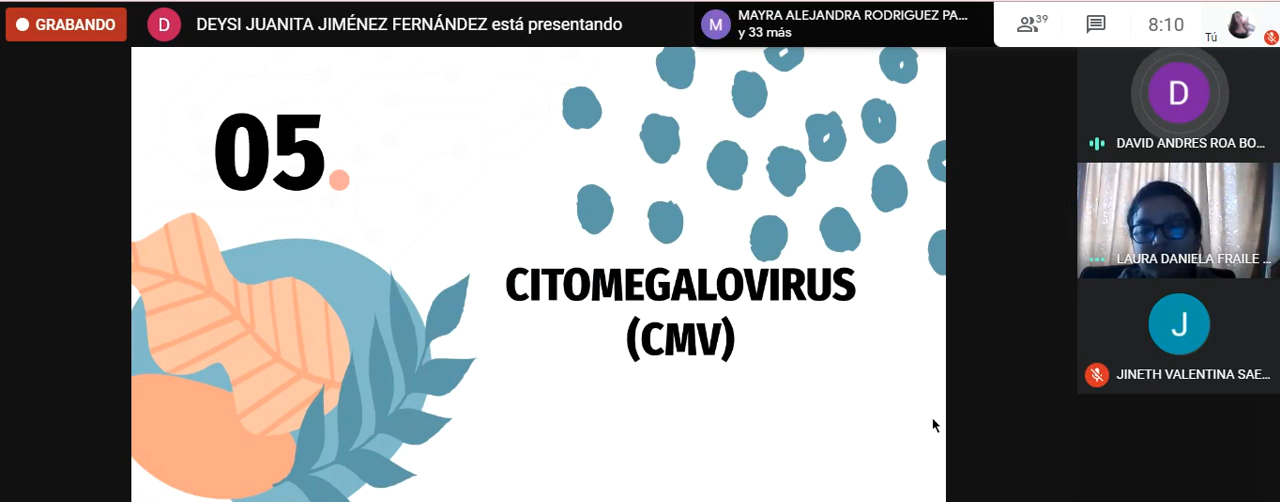 GRABANDO
D
DEYSI JUANITA JIMÉNEZ FERNÁNDEZ está presentando
M
MAYRA ALEJANDRA RODRIGUEZ PA...
y 33 más
39
8:10
Tú
05.
CITOMEGALOVIRUS
(CMV)
D
DAVID ANDRES ROA BO...
LAURA DANIELA FRAILE ...
J
JINETH VALENTINA SAE...